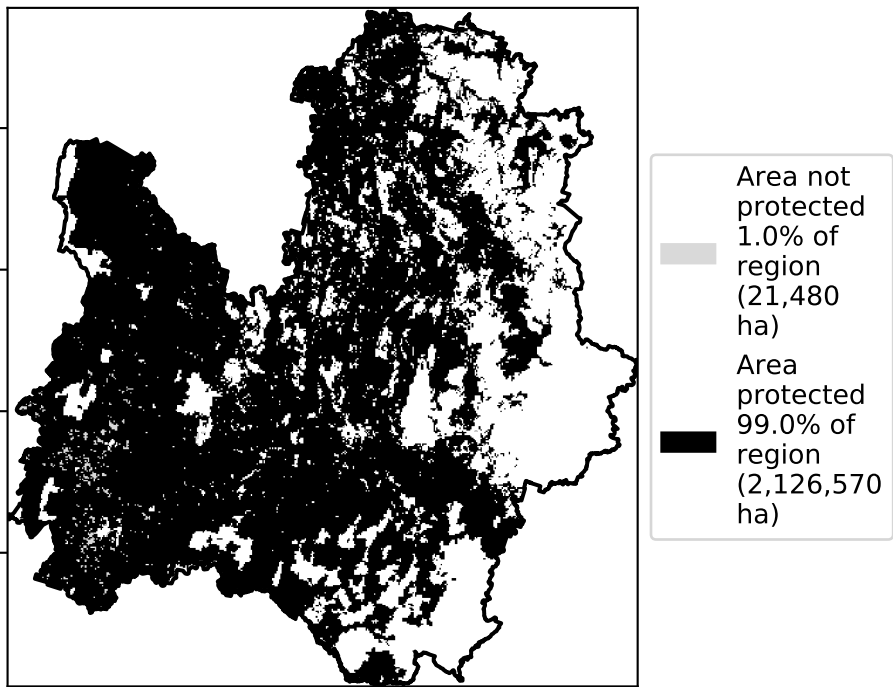 Area not
protected
1.0% of
region
(21,480
ha)
Area
protected
99.0% of
region
(2,126,570
ha)